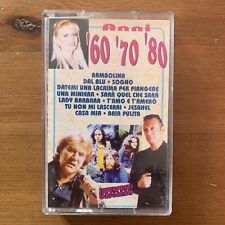 Anni
'60 '70 '80
BAMBOLINA
DAL BLU • SOGNO
DATEMI UNA LACRIMA PER PIANGERE
UNA MINIERA • SARÀ QUEL CHE SARÀ
LADY BARBARA • T'AMO E T'AMERÒ
TU NON MI LASCERAI • JESAHEL
CASA MIA • ARIA PULITA